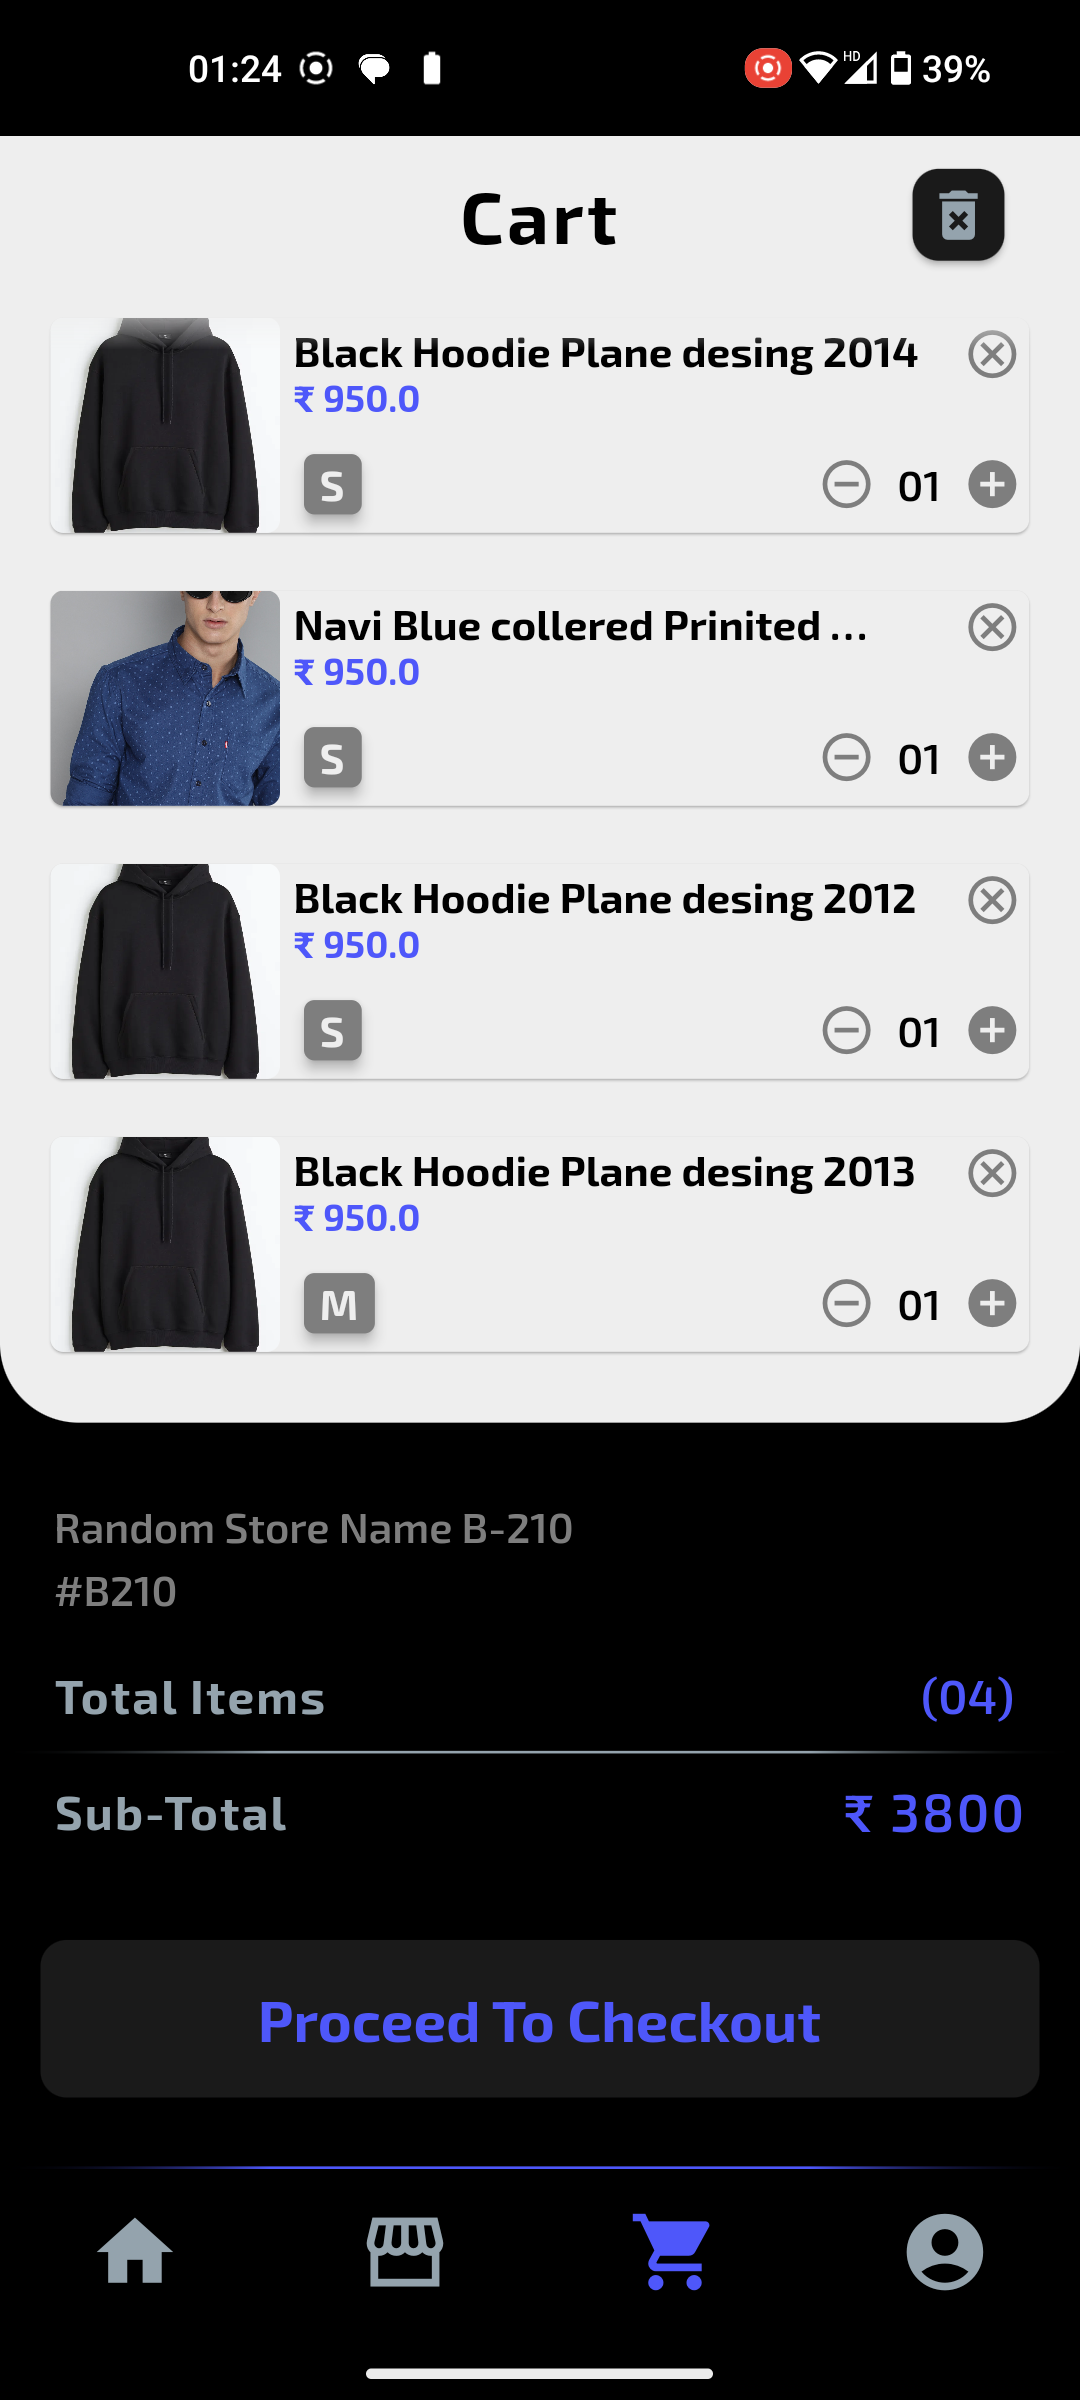 01:24
HD
39%
Cart
Black Hoodie Plane desing 2014
₹ 950.0
S
01
Navi Blue collered Prinited ...
₹ 950.0
S
01
Black Hoodie Plane desing 2012
₹ 950.0
S
01
Black Hoodie Plane desing 2013
₹ 950.0
M
01
Random Store Name B-210
#B210
Total Items (04)
Sub-Total ₹ 3800
Proceed To Checkout